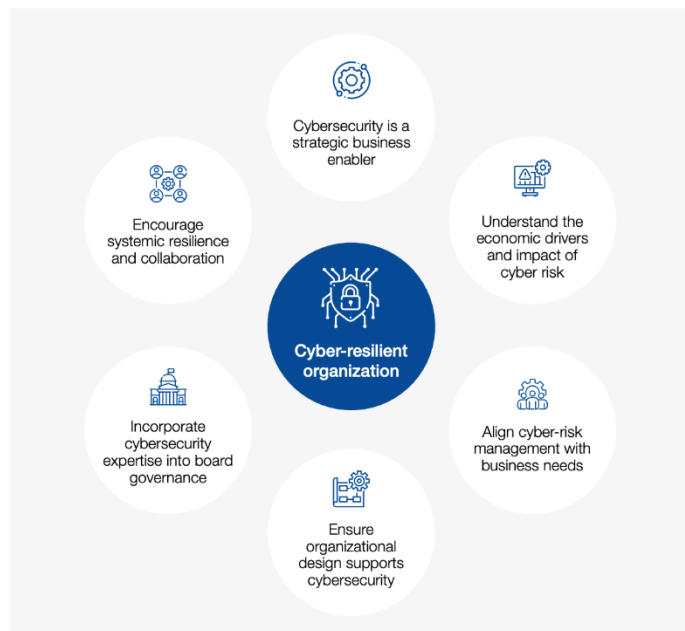 Cybersecurity is a
strategic business
enabler
Encourage
systemic resilience
and collaboration
Understand the
economic drivers
and impact of
cyber risk
Cyber-resilient
organization
Incorporate
cybersecurity
expertise into board
governance
Align cyber-risk
management with
business needs
Ensure
organizational
design supports
cybersecurity